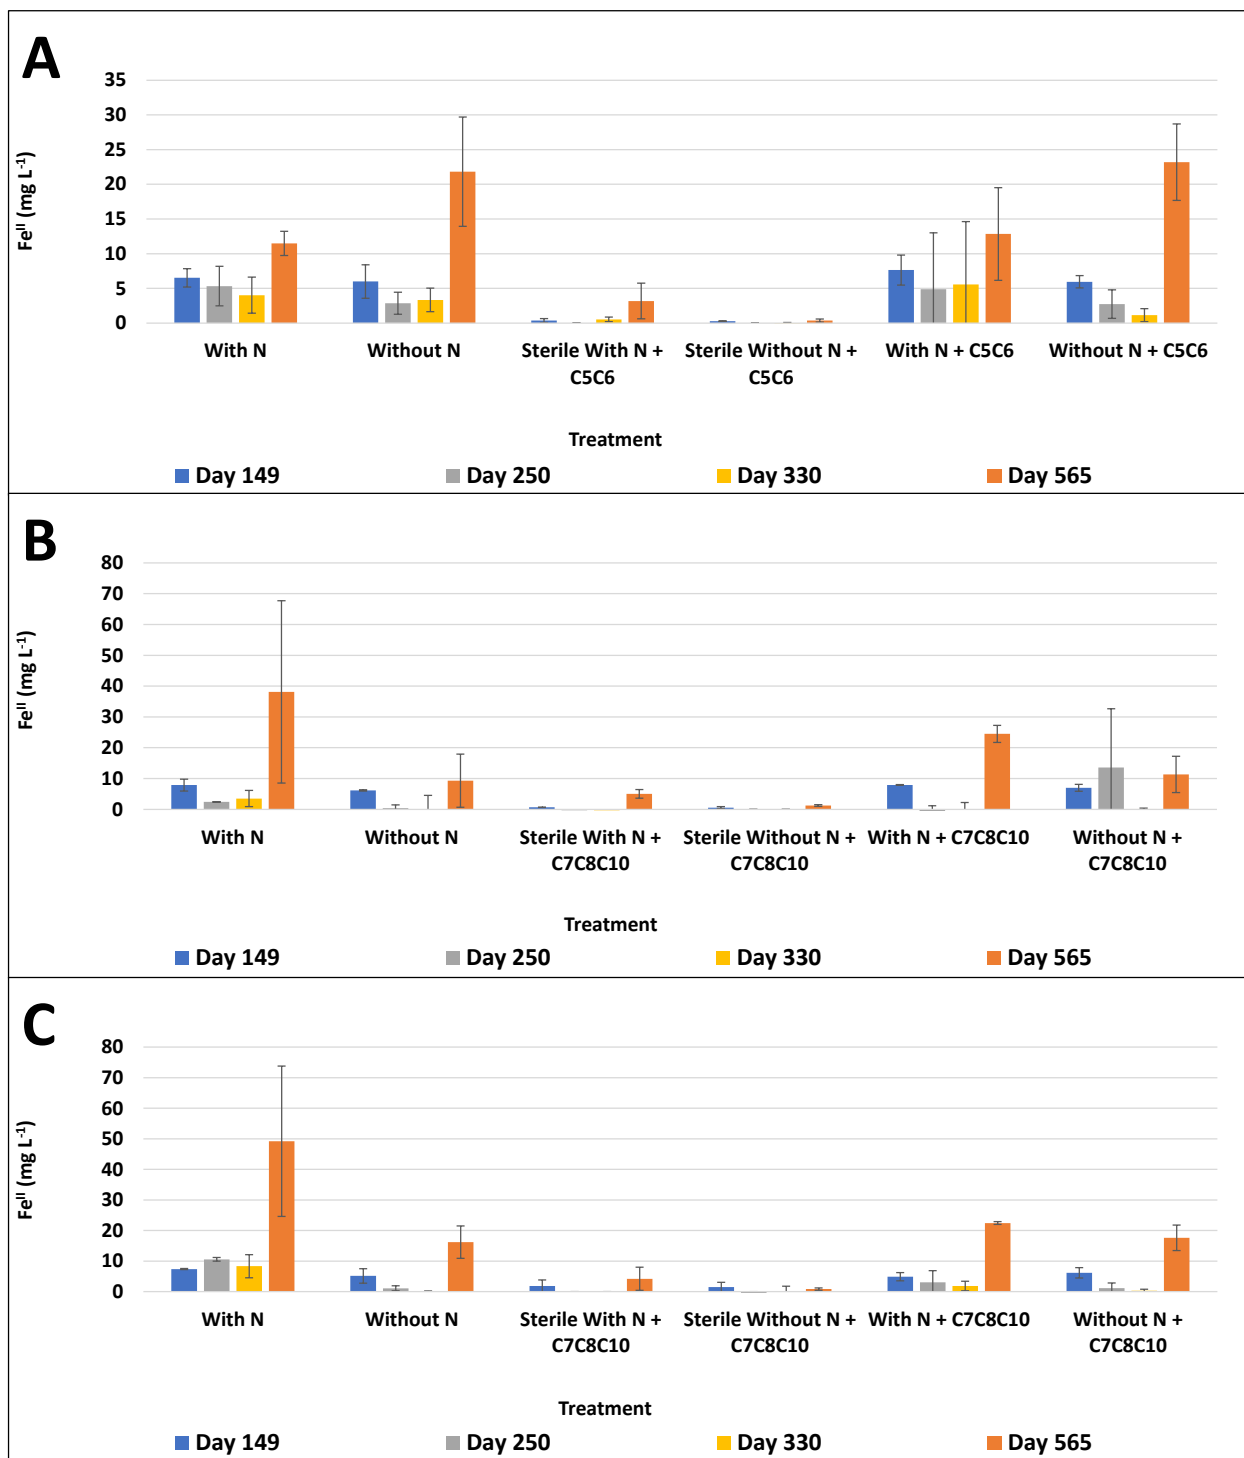 A
35
30
25
20
15
10
5
0
Fe^II (mg L^-1)
With N
Without N
Sterile With N +
C5C6
Sterile Without N +
C5C6
With N + C5C6
Without N + C5C6
Treatment
Day 149
Day 250
Day 330
Day 565
B
80
70
60
50
40
30
20
10
0
Fe^II (mg L^-1)
With N
Without N
Sterile With N +
C7C8C10
Sterile Without N +
C7C8C10
With N + C7C8C10
Without N +
C7C8C10
Treatment
Day 149
Day 250
Day 330
Day 565
C
80
70
60
50
40
30
20
10
0
Fe^II (mg L^-1)
With N
Without N
Sterile With N +
C7C8C10
Sterile Without N +
C7C8C10
With N + C7C8C10
Without N +
C7C8C10
Treatment
Day 149
Day 250
Day 330
Day 565